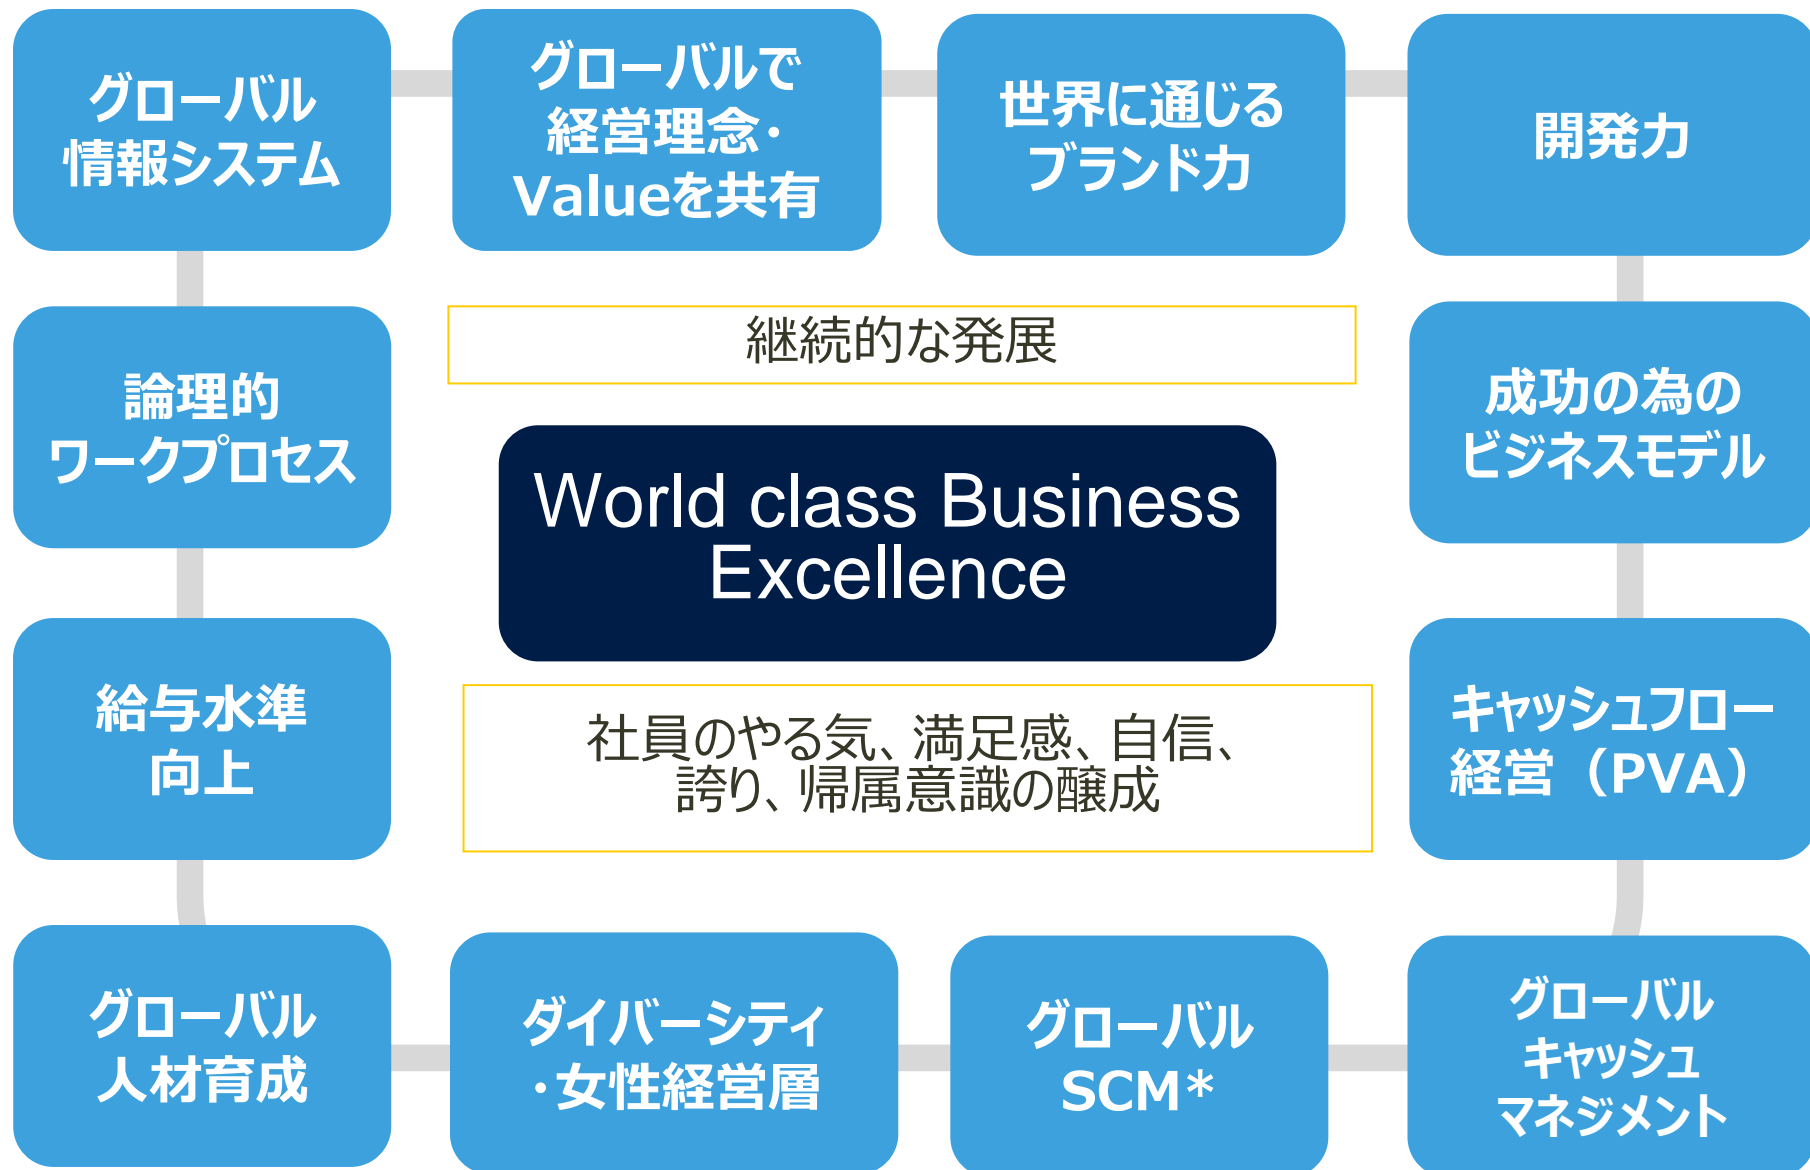 グローバル
情報システム
グローバルで
経営理念・
Valueを共有
世界に通じる
ブランド力
開発力
継続的な発展
論理的
ワークプロセス
成功の為の
ビジネスモデル
World class Business
Excellence
給与水準
向上
社員のやる気、満足感、自信、
誇り、帰属意識の醸成
キャッシュフロー
経営（PVA）
グローバル
人材育成
ダイバーシティ
・女性経営層
グローバル
SCM*
グローバル
キャッシュ
マネジメント